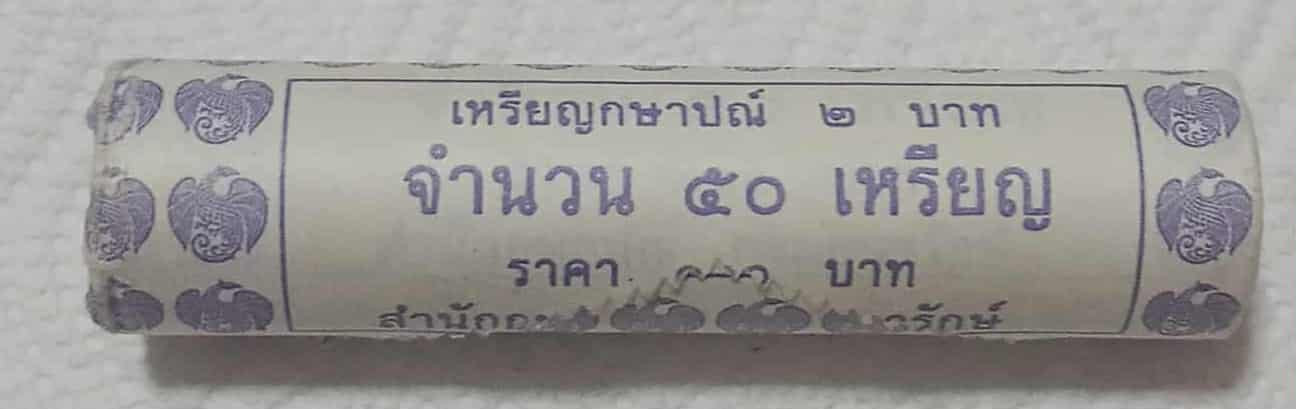 เหรียญกษาปณ์ ๒ บาท
จำนวน ๕๐ เหรียญ
ราคา บาท